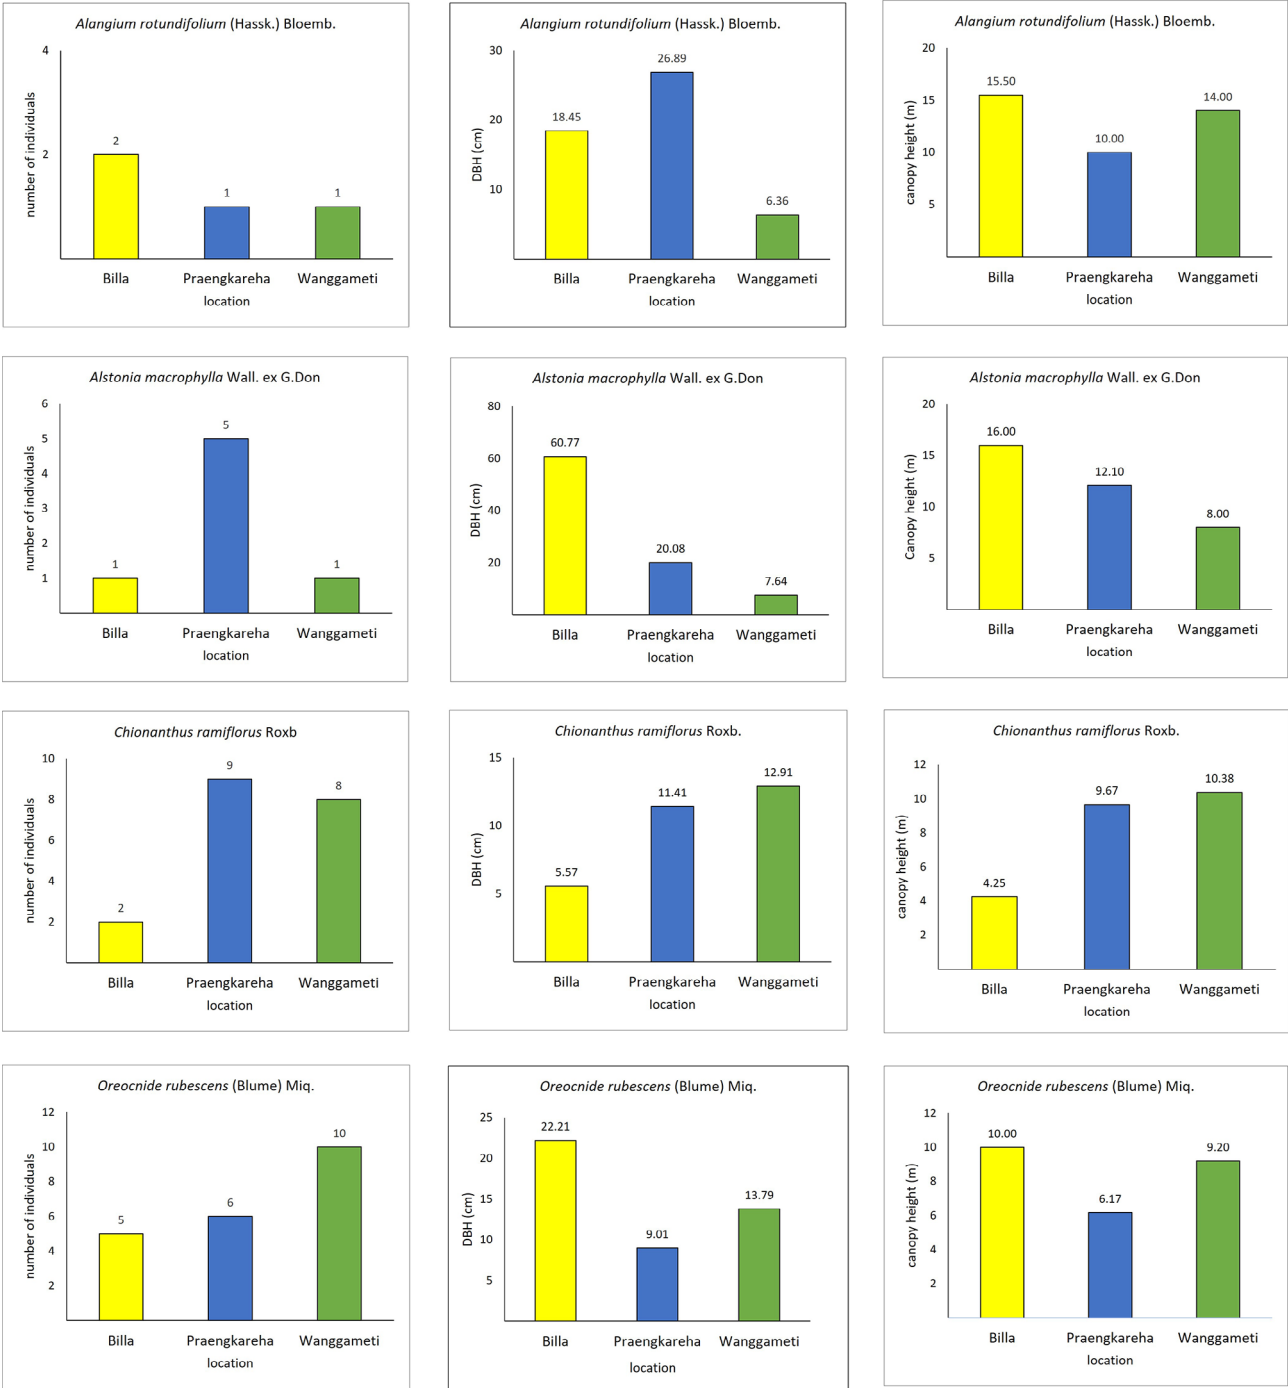 Alangium rotundifolium (Hassk.) Bloemb.
4
2
number of individuals
2
1
1
Billa
Praengkareha
Wanggameti
location
Alangium rotundifolium (Hassk.) Bloemb.
30
20
10
DBH (cm)
18.45
26.89
6.36
Billa
Praengkareha
Wanggameti
location
Alangium rotundifolium (Hassk.) Bloemb.
20
15
10
5
canopy height (m)
15.50
10.00
14.00
Billa
Praengkareha
Wanggameti
location
Alstonia macrophylla Wall. ex G.Don
6
5
4
3
2
1
number of individuals
1
5
1
Billa
Praengkareha
Wanggameti
location
Alstonia macrophylla Wall. ex G.Don
80
60
40
20
DBH (cm)
60.77
20.08
7.64
Billa
Praengkareha
Wanggameti
location
Alstonia macrophylla Wall. ex G.Don
20
15
10
5
Canopy height (m)
16.00
12.10
8.00
Billa
Praengkareha
Wanggameti
location
Chionanthus ramiflorus Roxb
10
8
6
4
2
number of individuals
2
9
8
Billa
Praengkareha
Wanggameti
location
Chionanthus ramiflorus Roxb.
15
10
5
DBH (cm)
5.57
11.41
12.91
Billa
Praengkareha
Wanggameti
location
Chionanthus ramiflorus Roxb.
12
10
8
6
4
2
canopy height (m)
4.25
9.67
10.38
Billa
Praengkareha
Wanggameti
location
Oreocnide rubescens (Blume) Miq.
12
10
8
6
4
2
number of individuals
5
6
10
Billa
Praengkareha
Wanggameti
location
Oreocnide rubescens (Blume) Miq.
25
20
15
10
5
DBH (cm)
22.21
9.01
13.79
Billa
Praengkareha
Wanggameti
location
Oreocnide rubescens (Blume) Miq.
12
10
8
6
4
2
canopy height (m)
10.00
6.17
9.20
Billa
Praengkareha
Wanggameti
location